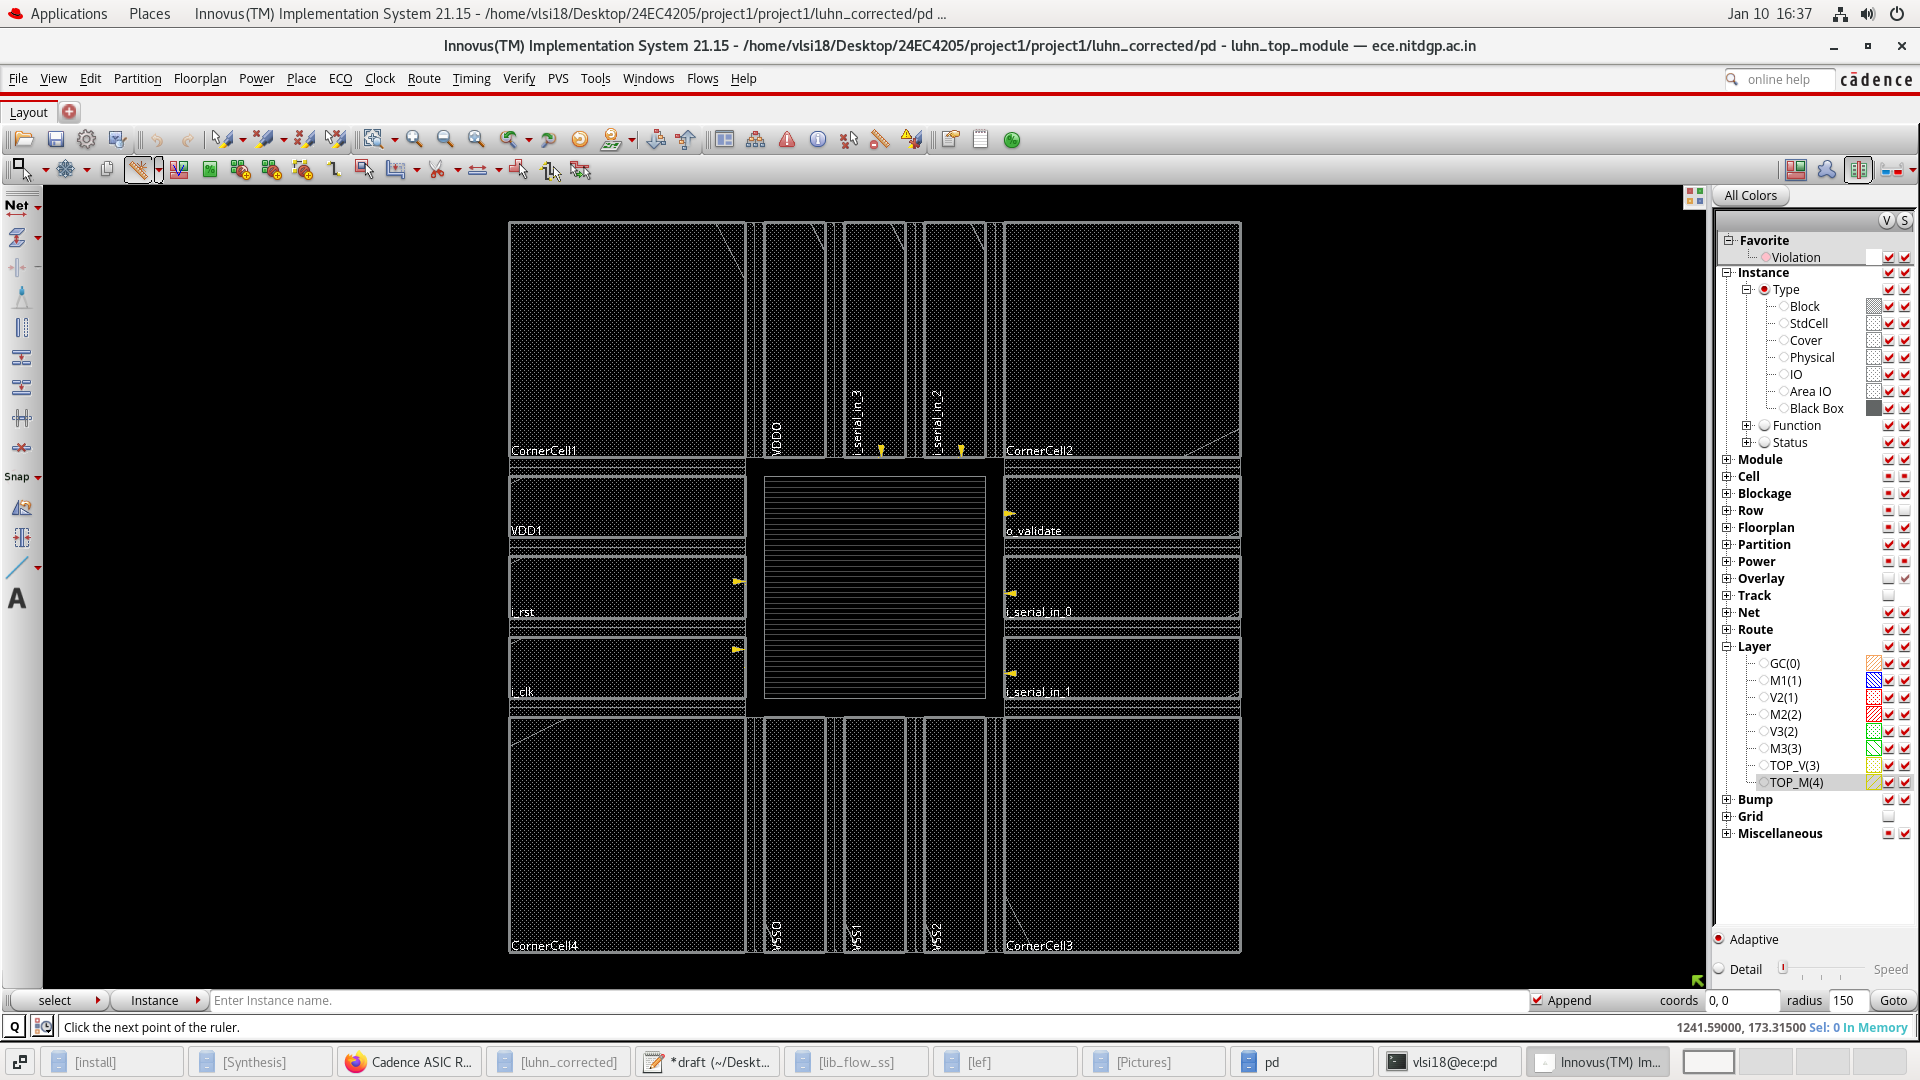 Applications Places Innovus(TM) Implementation System 21.15 - /home/vlsi18/Desktop/24EC4205/project1/project1/luhn_corrected/pd ... Jan 10 16:37
Innovus(TM) Implementation System 21.15 - /home/vlsi18/Desktop/24EC4205/project1/project1/luhn_corrected/pd - luhn_top_module — ece.nitdgp.ac.in
File View Edit Partition Floorplan Power Place ECO Clock Route Timing Verify PVS Tools Windows Flows Help online help cādence
Layout
Net
Snap
A
CornerCell1
VDDO
i_serial_in_3
i_serial_in_2
CornerCell2
VDD1
o_validate
i_rst
i_serial_in_0
i_clk
i_serial_in_1
CornerCell4
VSSO
VSS1
VSS2
CornerCell3
All Colors
V S
Favorite
Violation
Instance
Type
Block
StdCell
Cover
Physical
IO
Area IO
Black Box
Function
Status
Module
Cell
Blockage
Row
Floorplan
Partition
Power
Overlay
Track
Net
Route
Layer
GC(0)
M1(1)
V2(1)
M2(2)
V3(2)
M3(3)
TOP_V(3)
TOP_M(4)
Bump
Grid
Miscellaneous
Adaptive
Detail Speed
select Instance Enter Instance name. Append coords 0, 0 radius 150 Goto
Q Click the next point of the ruler. 1241.59000, 173.31500 Sel: 0 In Memory
[install] [Synthesis] Cadence ASIC R... [luhn_corrected] *draft (~/Deskt... [lib_flow_ss] [lef] [Pictures] pd vlsi18@ece:pd Innovus(TM) Im...